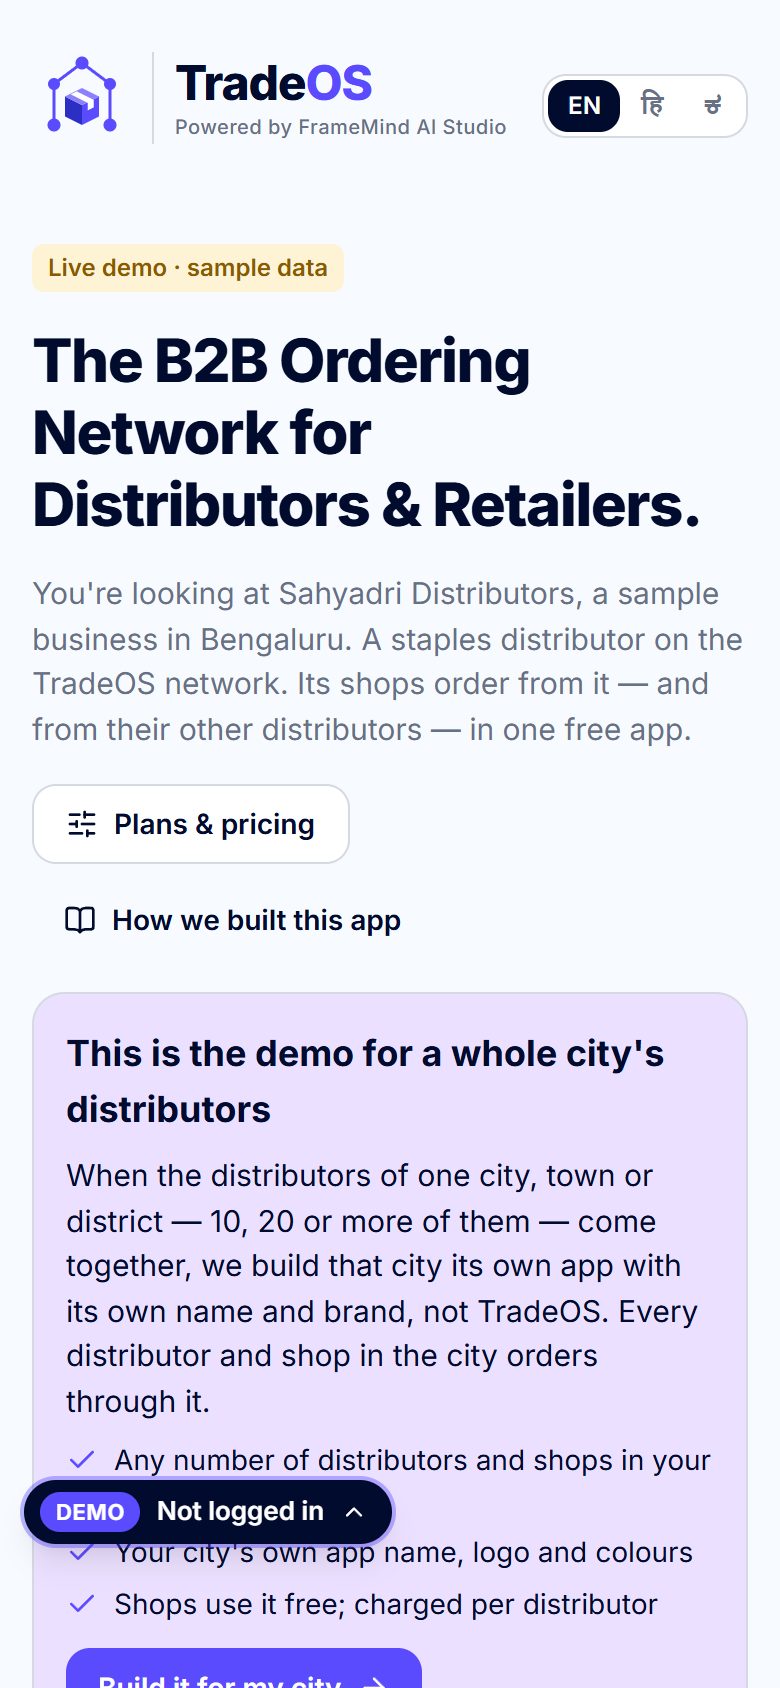 TradeOS
Powered by FrameMind AI Studio
EN
हि
ಕ
Live demo · sample data
The B2B Ordering
Network for
Distributors & Retailers.
You're looking at Sahyadri Distributors, a sample
business in Bengaluru. A staples distributor on the
TradeOS network. Its shops order from it — and
from their other distributors — in one free app.
Plans & pricing
How we built this app
This is the demo for a whole city's
distributors
When the distributors of one city, town or
district — 10, 20 or more of them — come
together, we build that city its own app with
its own name and brand, not TradeOS. Every
distributor and shop in the city orders
through it.
Any number of distributors and shops in your
DEMO Not logged in
Your city's own app name, logo and colours
Shops use it free; charged per distributor
Build it for my city